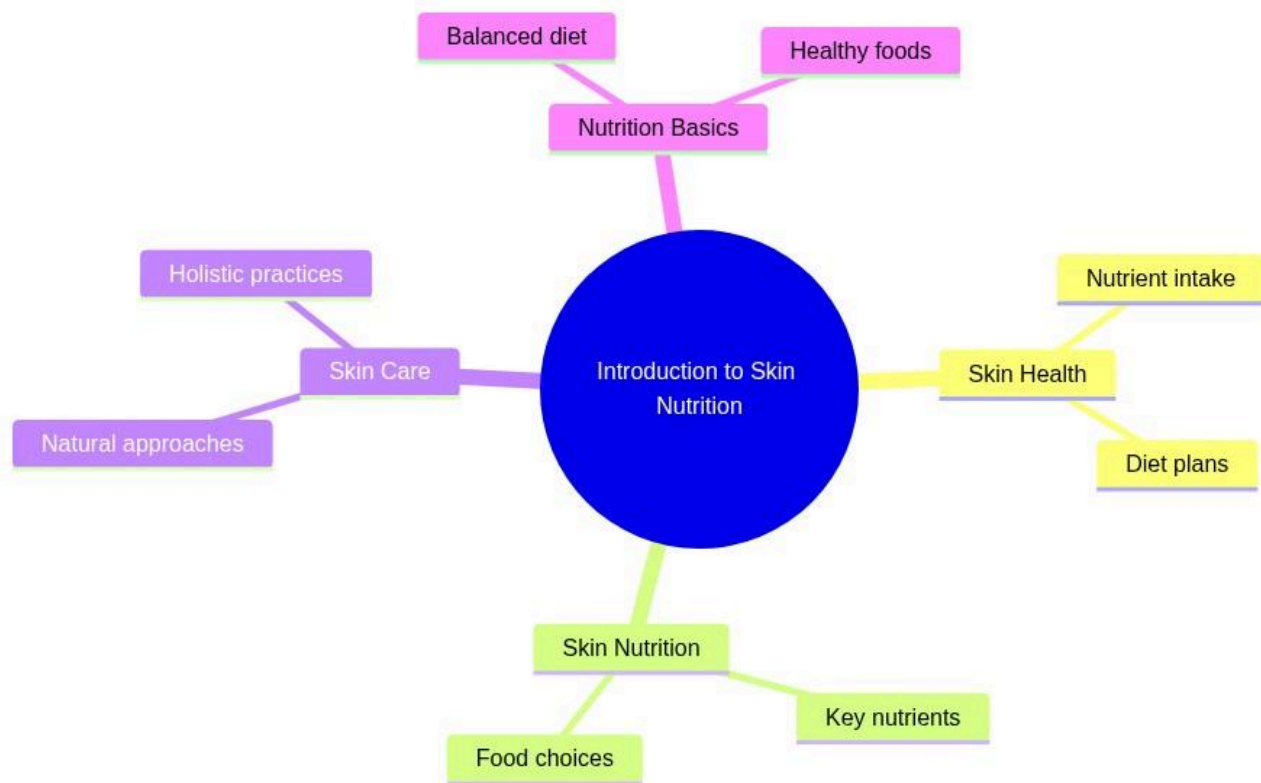 Balanced diet
Healthy foods
Nutrition Basics
Holistic practices
Nutrient intake
Skin Care
Introduction to Skin
Nutrition
Skin Health
Natural approaches
Diet plans
Skin Nutrition
Key nutrients
Food choices